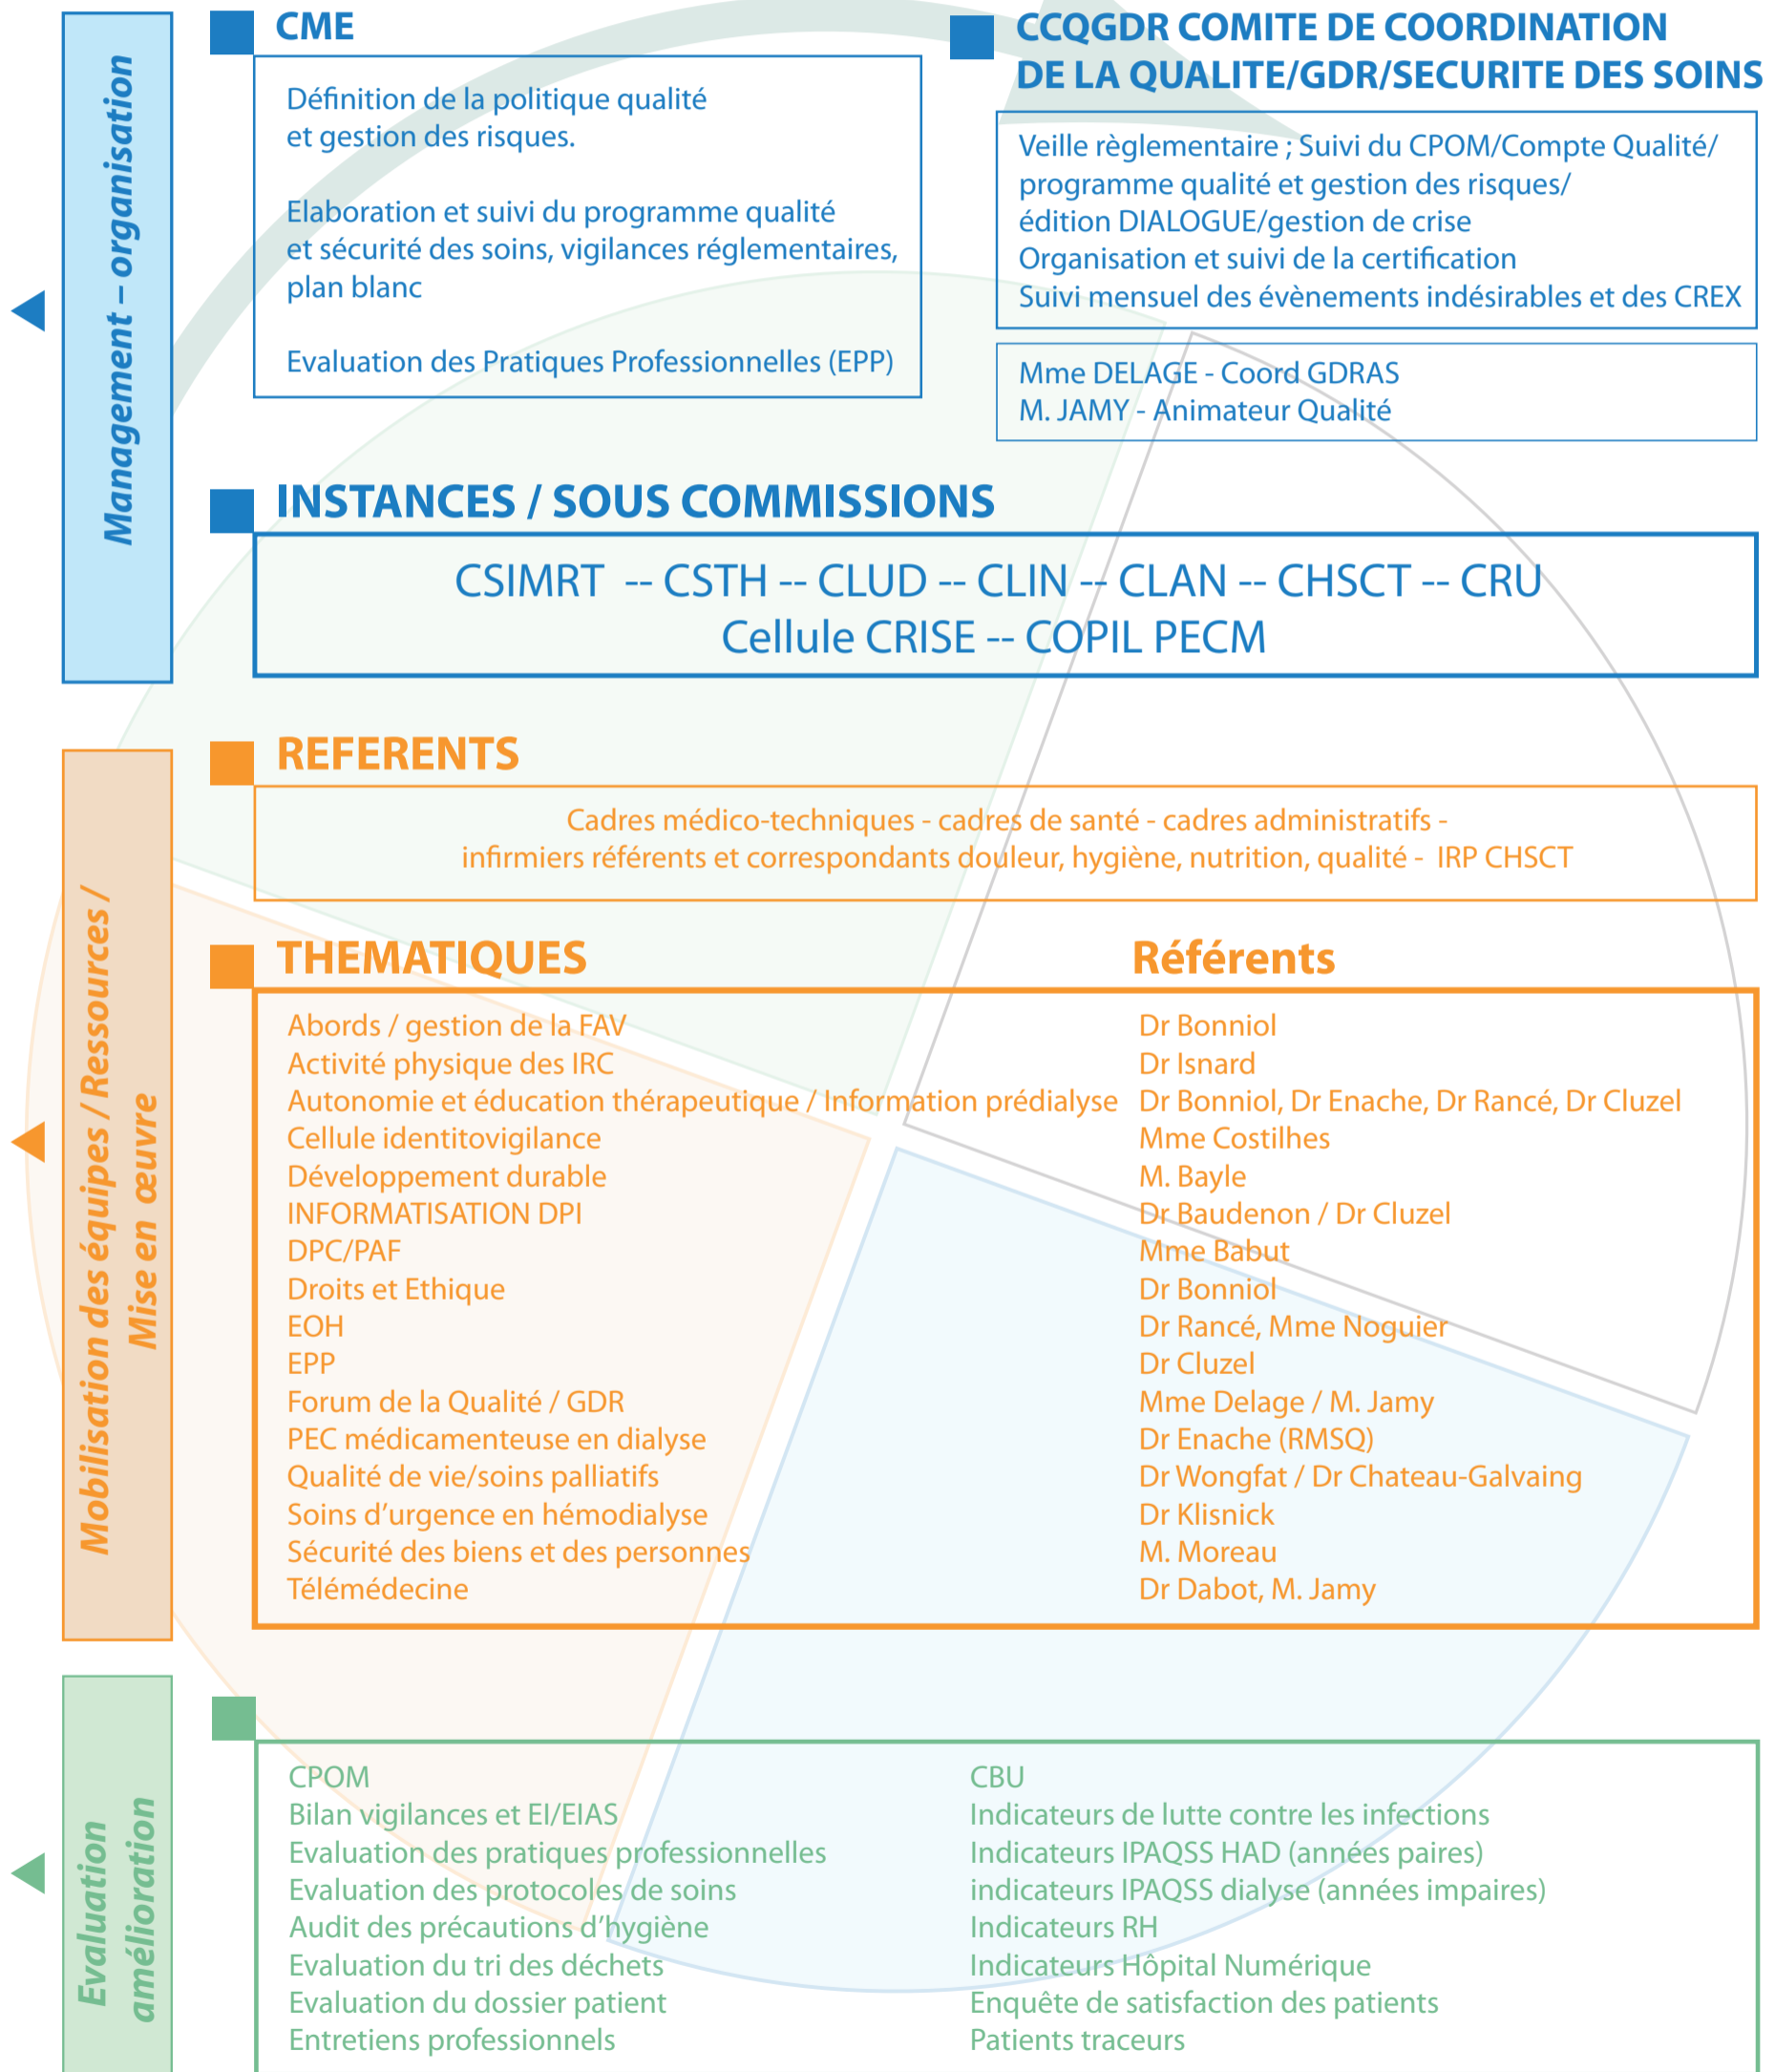 Management – organisation
CME
Définition de la politique qualité
et gestion des risques.
Elaboration et suivi du programme qualité
et sécurité des soins, vigilances réglementaires,
plan blanc
Evaluation des Pratiques Professionnelles (EPP)
CCQGDR COMITE DE COORDINATION
DE LA QUALITE/GDR/SECURITE DES SOINS
Veille règlementaire ; Suivi du CPOM/Compte Qualité/
programme qualité et gestion des risques/
édition DIALOGUE/gestion de crise
Organisation et suivi de la certification
Suivi mensuel des évènements indésirables et des CREX
Mme DELAGE - Coord GDRAS
M. JAMY - Animateur Qualité
INSTANCES / SOUS COMMISSIONS
CSIMRT -- CSTH -- CLUD -- CLIN -- CLAN -- CHSCT -- CRU
Cellule CRISE -- COPIL PECM
Mobilisation des équipes / Ressources /
Mise en œuvre
REFERENTS
Cadres médico-techniques - cadres de santé - cadres administratifs -
infirmiers référents et correspondants douleur, hygiène, nutrition, qualité - IRP CHSCT
THEMATIQUES Référents
Abords / gestion de la FAV Dr Bonniol
Activité physique des IRC Dr Isnard
Autonomie et éducation thérapeutique / Information prédialyse Dr Bonniol, Dr Enache, Dr Rancé, Dr Cluzel
Cellule identitovigilance Mme Costilhes
Développement durable M. Bayle
INFORMATISATION DPI Dr Baudenon / Dr Cluzel
DPC/PAF Mme Babut
Droits et Ethique Dr Bonniol
EOH Dr Rancé, Mme Noguier
EPP Dr Cluzel
Forum de la Qualité / GDR Mme Delage / M. Jamy
PEC médicamenteuse en dialyse Dr Enache (RMSQ)
Qualité de vie/soins palliatifs Dr Wongfat / Dr Chateau-Galvaing
Soins d'urgence en hémodialyse Dr Klisnick
Sécurité des biens et des personnes M. Moreau
Télémédecine Dr Dabot, M. Jamy
Evaluation
amélioration
CPOM
Bilan vigilances et EI/EIAS
Evaluation des pratiques professionnelles
Evaluation des protocoles de soins
Audit des précautions d'hygiène
Evaluation du tri des déchets
Evaluation du dossier patient
Entretiens professionnels
CBU
Indicateurs de lutte contre les infections
Indicateurs IPAQSS HAD (années paires)
indicateurs IPAQSS dialyse (années impaires)
Indicateurs RH
Indicateurs Hôpital Numérique
Enquête de satisfaction des patients
Patients traceurs